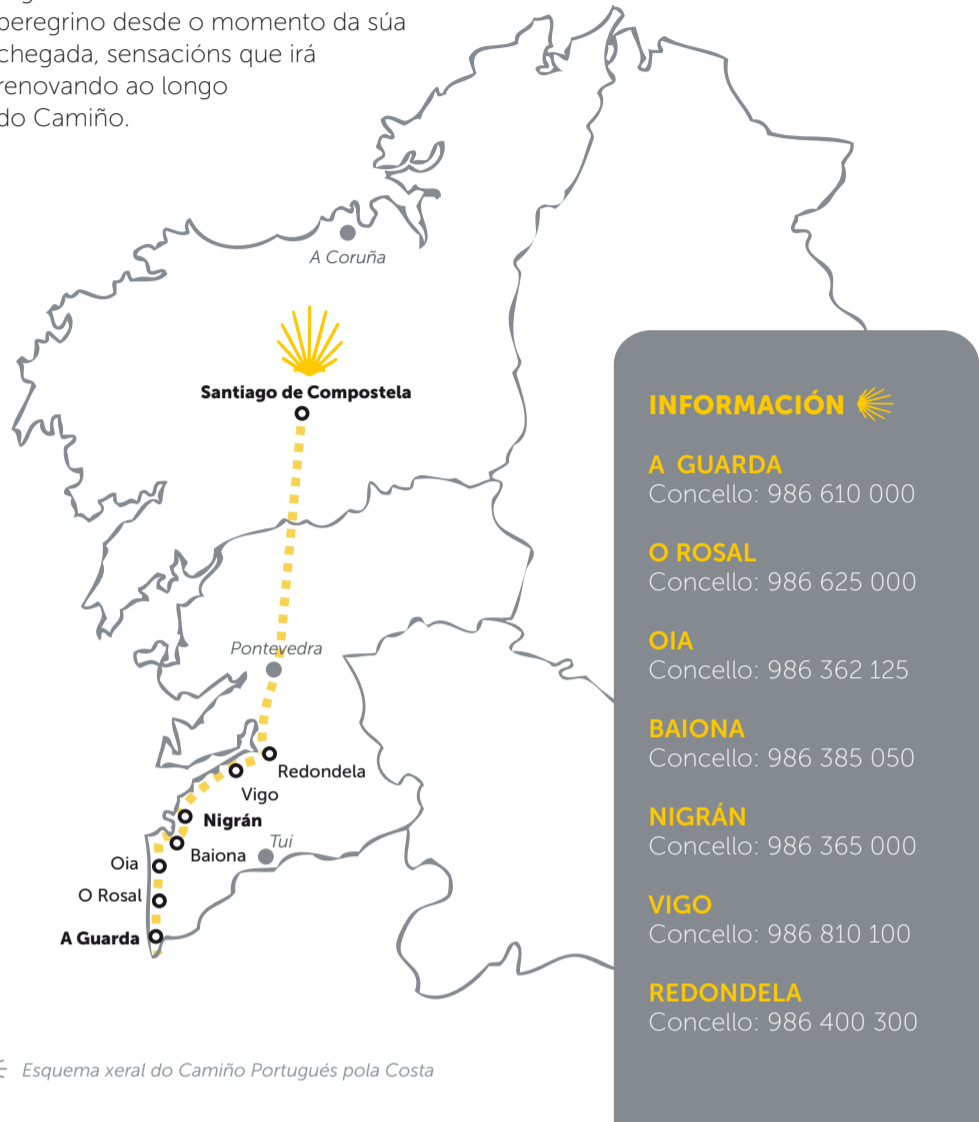 peregrino desde o momento da súa
chegada, sensacións que irá
renovando ao longo
do Camiño.
A Coruña
Santiago de Compostela
Pontevedra
Redondela
Vigo
Nigrán
Tui
Baiona
Oia
O Rosal
A Guarda
Esquema xeral do Camiño Portugués pola Costa
INFORMACIÓN
A GUARDA
Concello: 986 610 000
O ROSAL
Concello: 986 625 000
OIA
Concello: 986 362 125
BAIONA
Concello: 986 385 050
NIGRÁN
Concello: 986 365 000
VIGO
Concello: 986 810 100
REDONDELA
Concello: 986 400 300